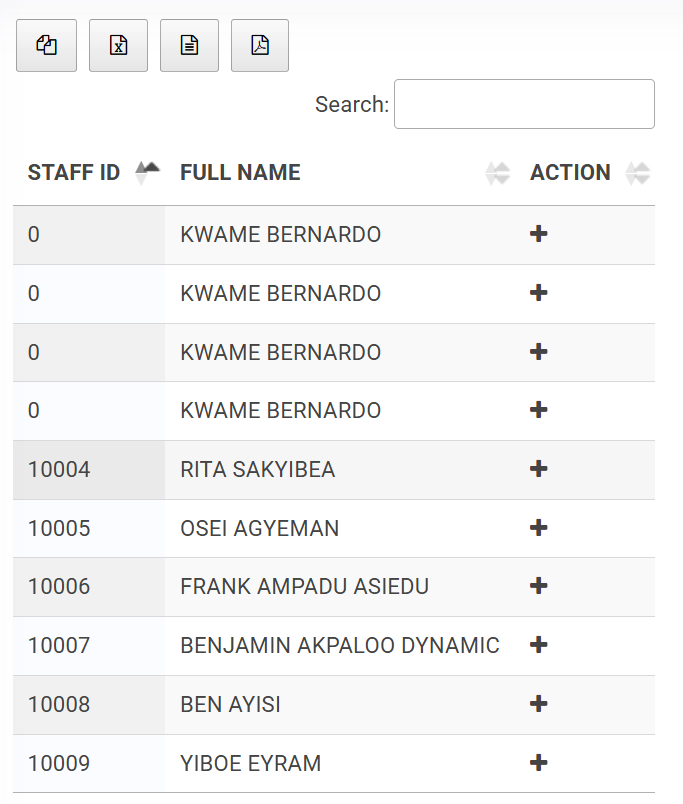 Search:
STAFF ID FULL NAME ACTION
0 KWAME BERNARDO
0 KWAME BERNARDO
0 KWAME BERNARDO
0 KWAME BERNARDO
10004 RITA SAKYIBEA
10005 OSEI AGYEMAN
10006 FRANK AMPADU ASIEDU
10007 BENJAMIN AKPALOO DYNAMIC
10008 BEN AYISI
10009 YIBOE EYRAM